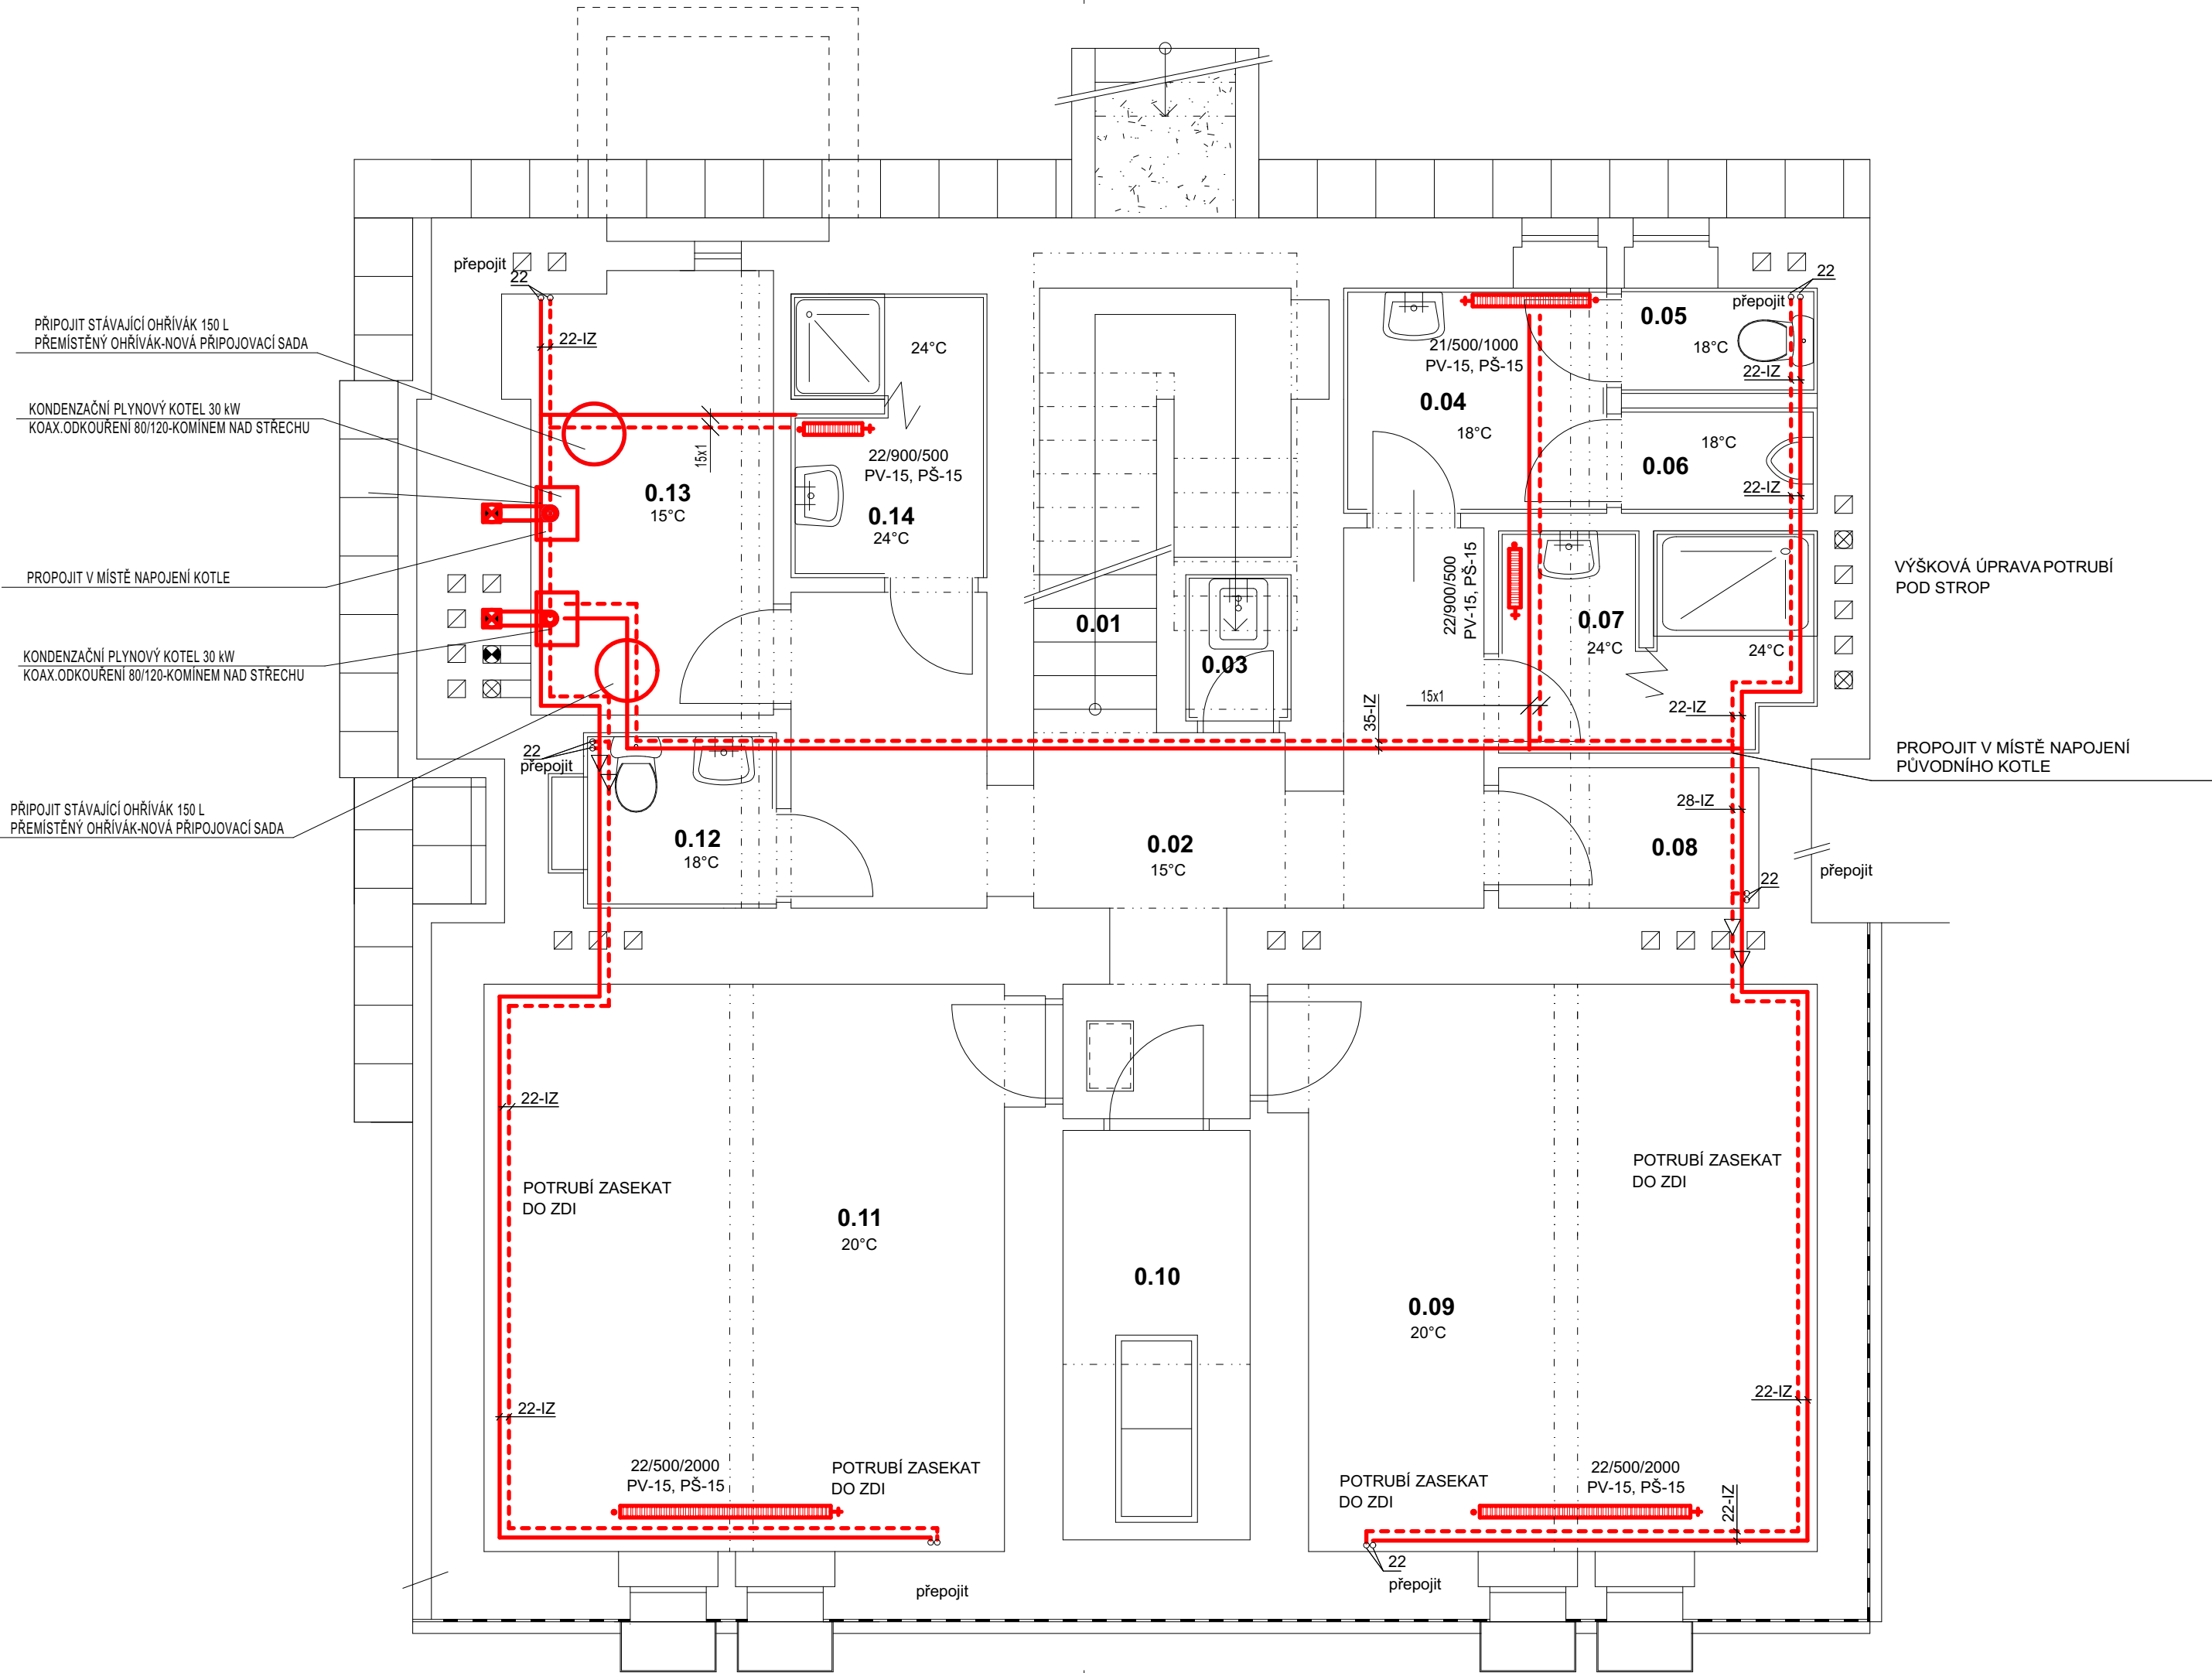 přepojit
22
22-IZ
PŘIPOJIT STÁVAJÍCÍ OHŘÍVÁK 150 L
PŘEMÍSTĚNÝ OHŘÍVÁK-NOVÁ PŘIPOJOVACÍ SADA
KONDENZAČNÍ PLYNOVÝ KOTEL 30 kW
KOAX.ODKOUŘENÍ 80/120-KOMÍNEM NAD STŘECHU
PROPOJIT V MÍSTĚ NAPOJENÍ KOTLE
KONDENZAČNÍ PLYNOVÝ KOTEL 30 kW
KOAX.ODKOUŘENÍ 80/120-KOMÍNEM NAD STŘECHU
PŘIPOJIT STÁVAJÍCÍ OHŘÍVÁK 150 L
PŘEMÍSTĚNÝ OHŘÍVÁK-NOVÁ PŘIPOJOVACÍ SADA
0.13
15°C
15x1
24°C
22/900/500
PV-15, PŠ-15
0.14
24°C
0.01
0.03
21/500/1000
PV-15, PŠ-15
0.04
18°C
0.05
18°C
22
přepojit
22-IZ
18°C
0.06
22-IZ
22/900/500
PV-15, PŠ-15
0.07
24°C
24°C
15x1
35-IZ
22-IZ
VÝŠKOVÁ ÚPRAVA POTRUBÍ
POD STROP
PROPOJIT V MÍSTĚ NAPOJENÍ
PŮVODNÍHO KOTLE
22
přepojit
0.12
18°C
0.02
15°C
28-IZ
0.08
22
přepojit
22-IZ
POTRUBÍ ZASEKAT
DO ZDI
0.11
20°C
22-IZ
22/500/2000
PV-15, PŠ-15
POTRUBÍ ZASEKAT
DO ZDI
přepojit
0.10
0.09
20°C
POTRUBÍ ZASEKAT
DO ZDI
22-IZ
POTRUBÍ ZASEKAT
DO ZDI
22/500/2000
PV-15, PŠ-15
22-IZ
22
přepojit